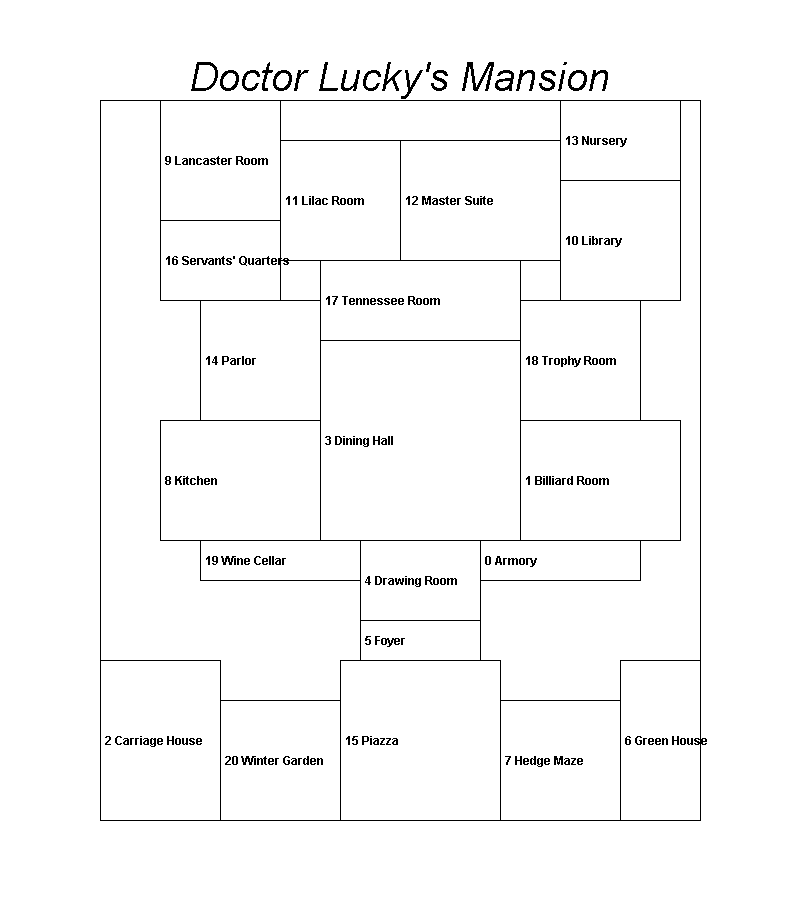 Doctor Lucky's Mansion
13 Nursery
9 Lancaster Room
11 Lilac Room
12 Master Suite
10 Library
16 Servants' Quarters
17 Tennessee Room
14 Parlor
18 Trophy Room
3 Dining Hall
8 Kitchen
1 Billiard Room
19 Wine Cellar
0 Armory
4 Drawing Room
5 Foyer
2 Carriage House
15 Piazza
6 Green House
20 Winter Garden
7 Hedge Maze